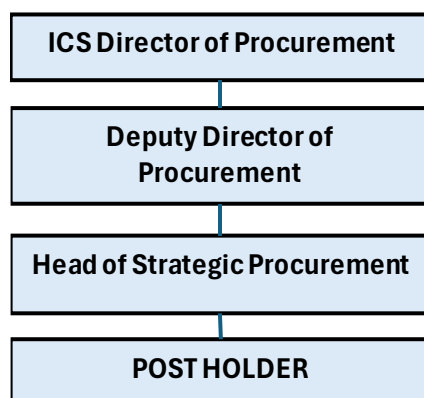 ICS Director of Procurement
Deputy Director of
Procurement
Head of Strategic Procurement
POST HOLDER